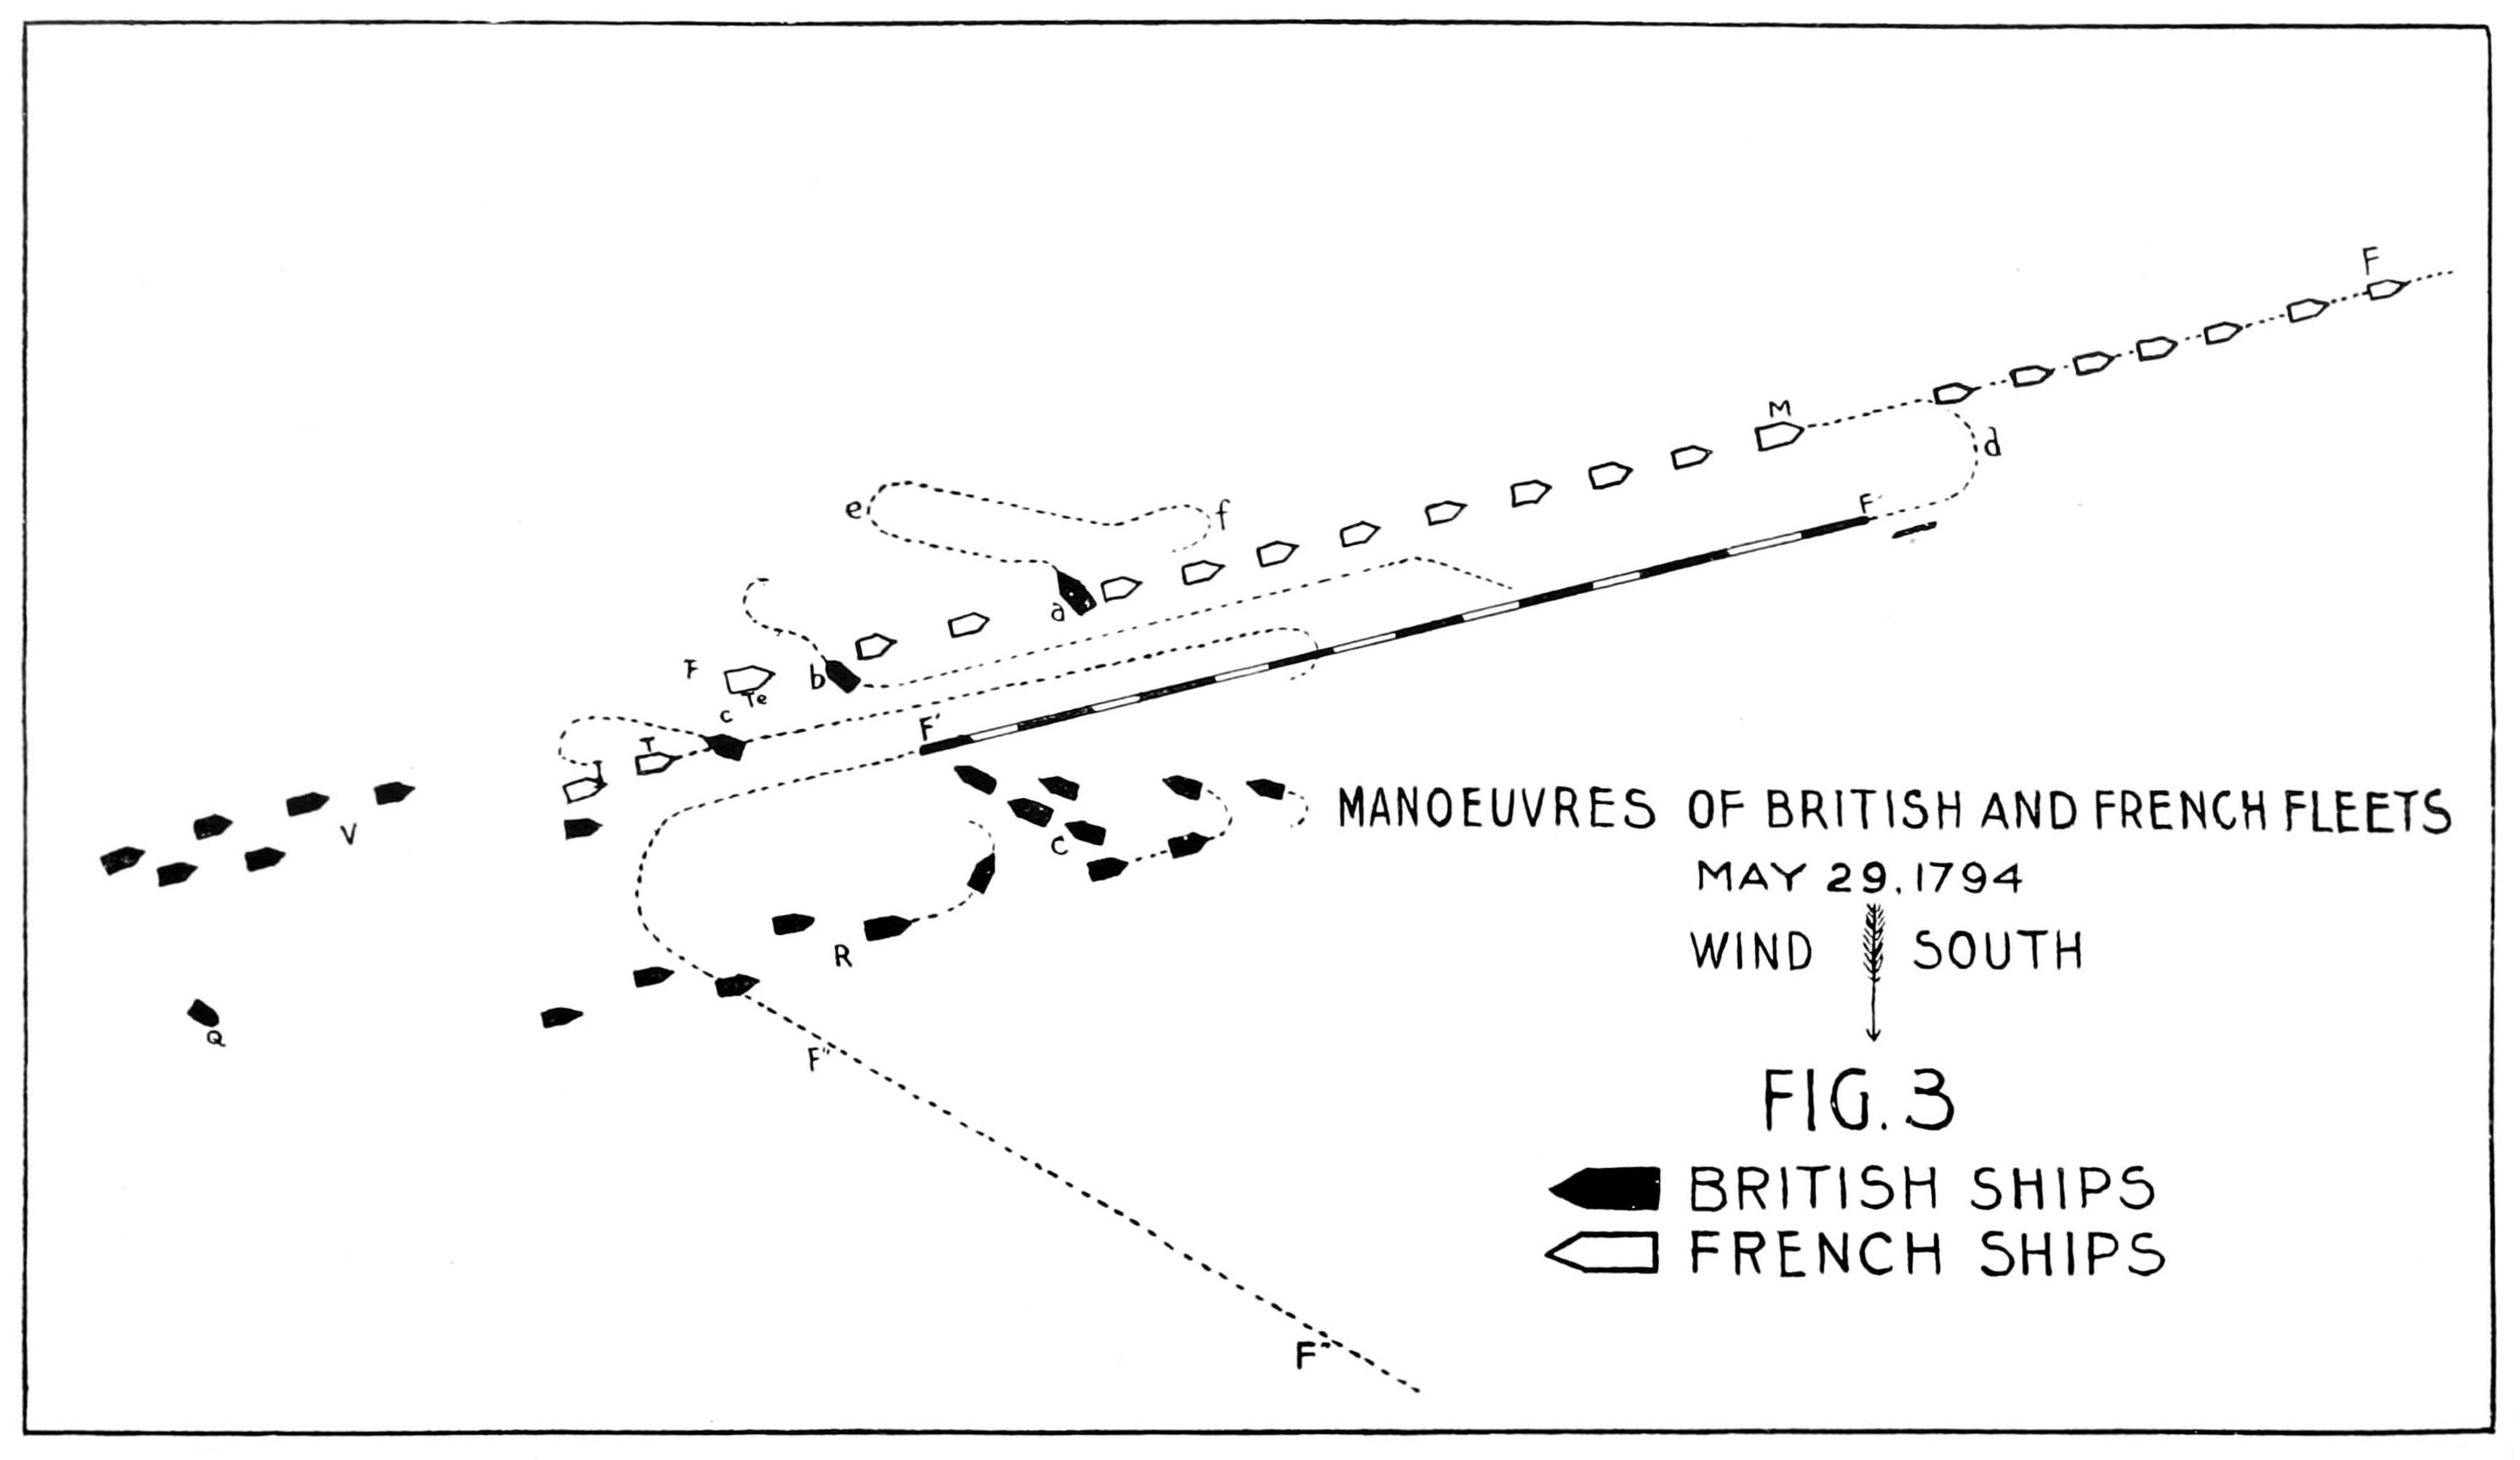 F
M
d
F'
e
f
a
F
b
Te
c
F'
T
I
V
C
R
Q
F"
F'''
MANOEUVRES OF BRITISH AND FRENCH FLEETS
MAY 29, 1794
WIND SOUTH
FIG. 3
BRITISH SHIPS
FRENCH SHIPS